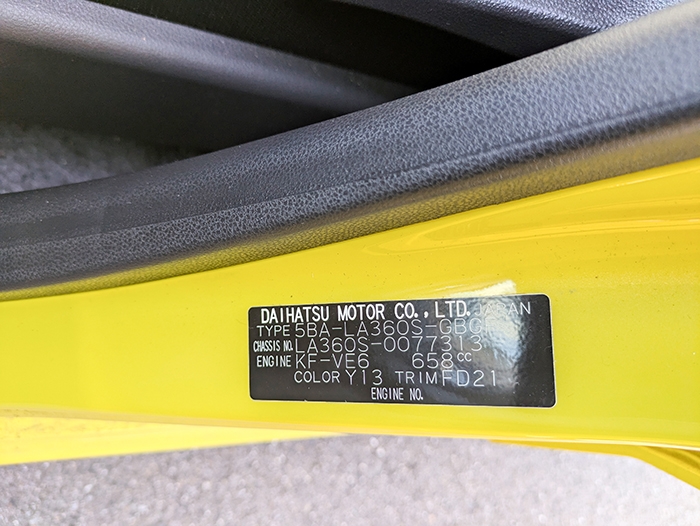 DAIHATSU MOTOR CO., LTD. JAPAN
TYPE 5BA-LA360S-GBG
CHASSIS NO. LA360S-0077313
ENGINE KF-VE6 658cc
COLOR Y13 TRIM FD21
ENGINE NO.